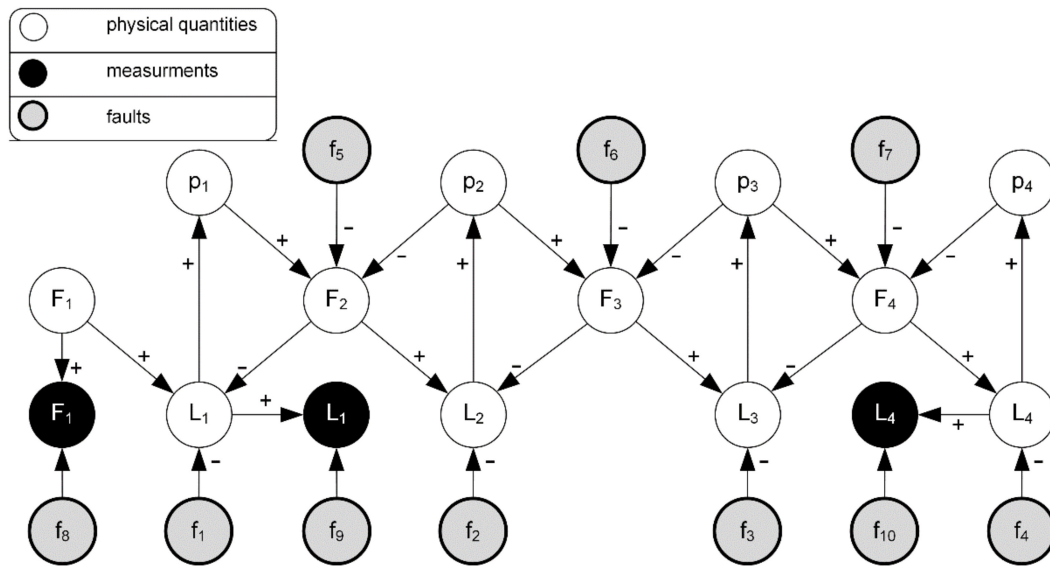 physical quantities
measurments
faults
f₅ f₆ f₇
p₁ p₂ p₃ p₄
+ − − + − − + − −
+ + + +
F₁ F₂ F₃ F₄
+ + − + − + − +
F₁ L₁ + L₁ L₂ L₃ L₄ + L₄
− − − −
f₈ f₁ f₉ f₂ f₃ f₁₀ f₄